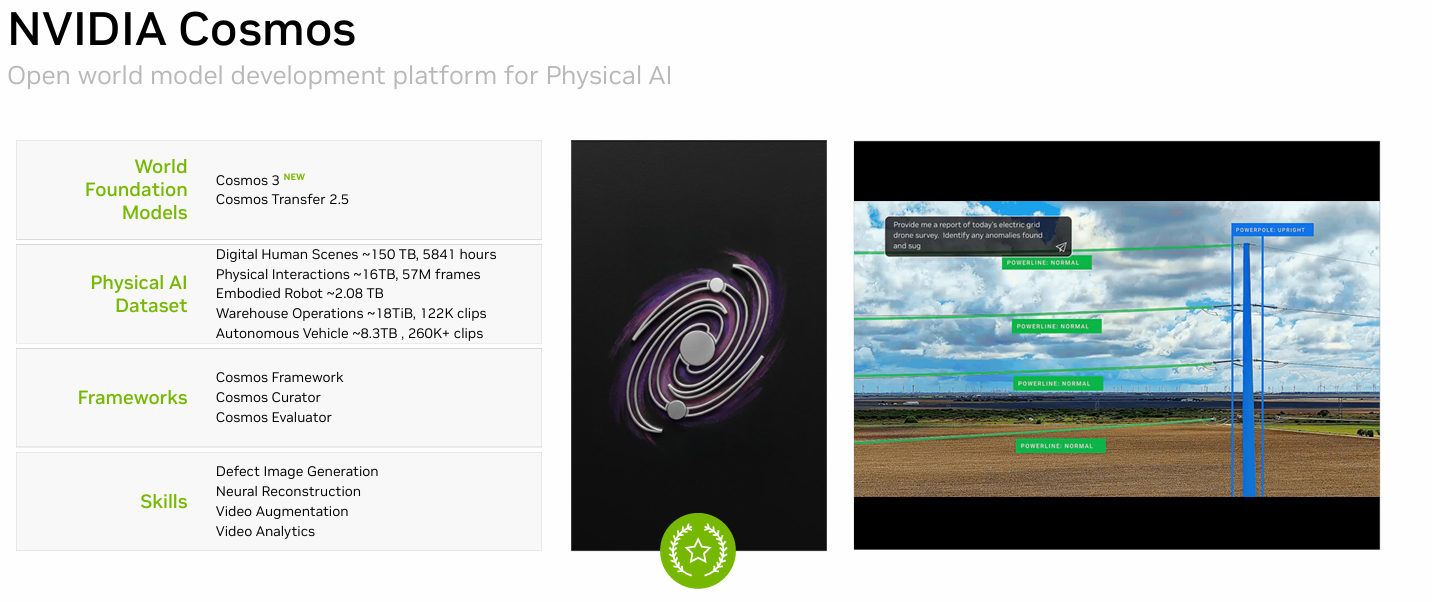 NVIDIA Cosmos
Open world model development platform for Physical AI
World
Foundation
Models
Cosmos 3 NEW
Cosmos Transfer 2.5
Physical AI
Dataset
Digital Human Scenes ~150 TB, 5841 hours
Physical Interactions ~16TB, 57M frames
Embodied Robot ~2.08 TB
Warehouse Operations ~18TiB, 122K clips
Autonomous Vehicle ~8.3TB , 260K+ clips
Frameworks
Cosmos Framework
Cosmos Curator
Cosmos Evaluator
Skills
Defect Image Generation
Neural Reconstruction
Video Augmentation
Video Analytics
Provide me a report of today's electric grid
drone survey. Identify any anomalies found
and sug
POWERPOLE: UPRIGHT
POWERLINE: NORMAL
POWERLINE: NORMAL
POWERLINE: NORMAL
POWERLINE: NORMAL